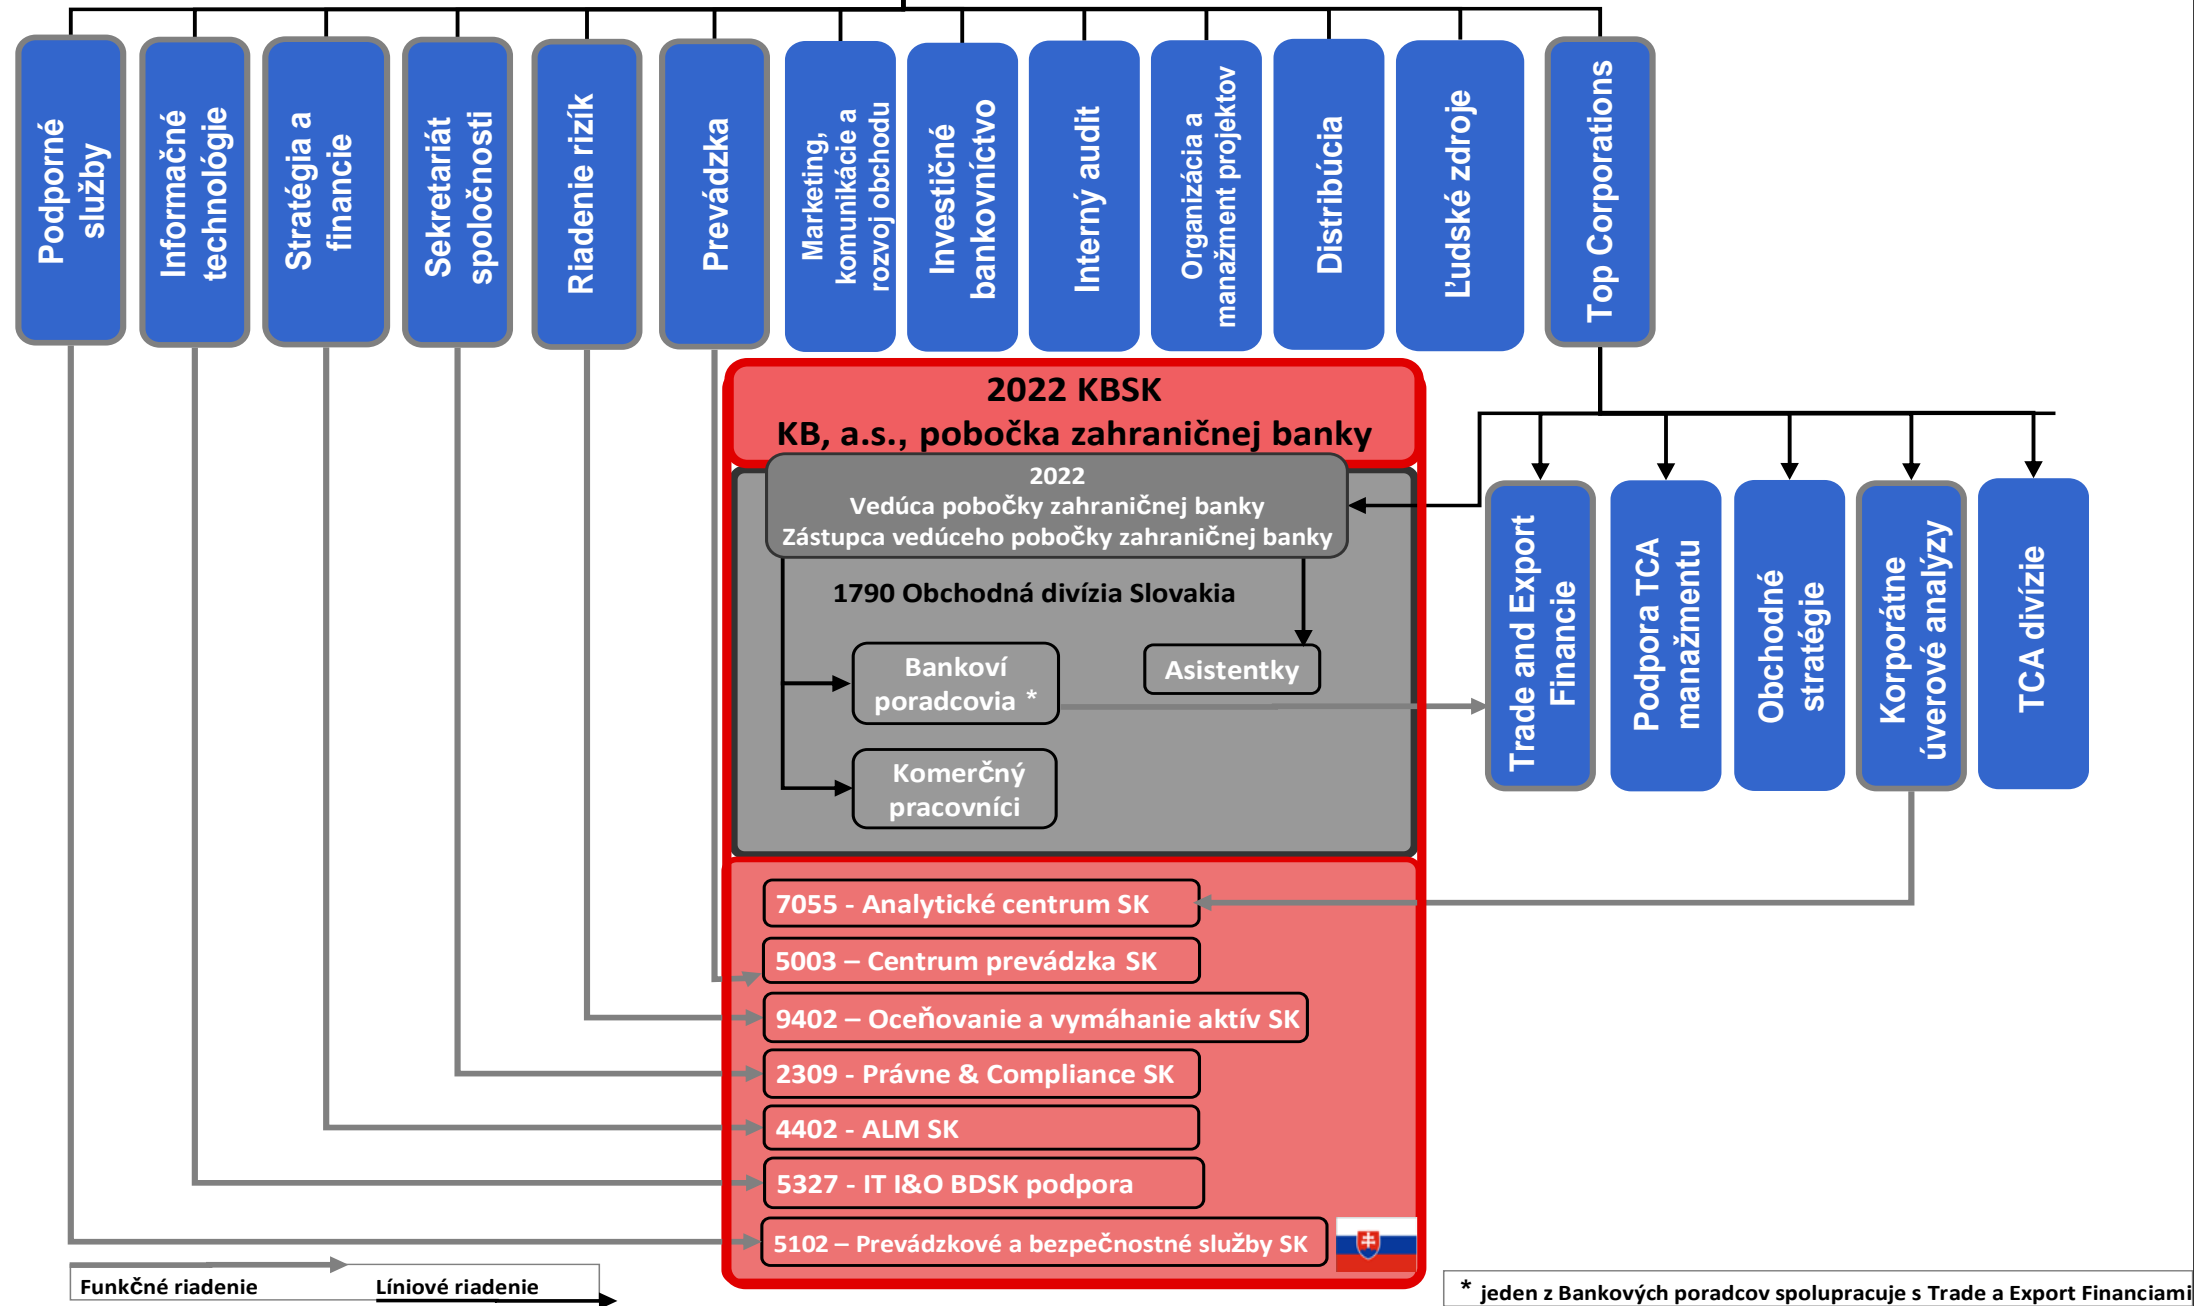 Podporné
služby
Informačné
technológie
Stratégia a
financie
Sekretariát
spoločnosti
Riadenie rizík
Prevádzka
Marketing,
komunikácie a
rozvoj obchodu
Investičné
bankovníctvo
Interný audit
Organizácia a
manažment projektov
Distribúcia
Ľudské zdroje
Top Corporations
2022 KBSK
KB, a.s., pobočka zahraničnej banky
2022
Vedúca pobočky zahraničnej banky
Zástupca vedúceho pobočky zahraničnej banky
1790 Obchodná divízia Slovakia
Bankoví
poradcovia *
Asistentky
Komerčný
pracovníci
Trade and Export
Financie
Podpora TCA
manažmentu
Obchodné
stratégie
Korporátne
úverové analýzy
TCA divízie
7055 - Analytické centrum SK
5003 – Centrum prevádzka SK
9402 – Oceňovanie a vymáhanie aktív SK
2309 - Právne & Compliance SK
4402 - ALM SK
5327 - IT I&O BDSK podpora
5102 – Prevádzkové a bezpečnostné služby SK
Funkčné riadenie
Líniové riadenie
* jeden z Bankových poradcov spolupracuje s Trade a Export Financiami